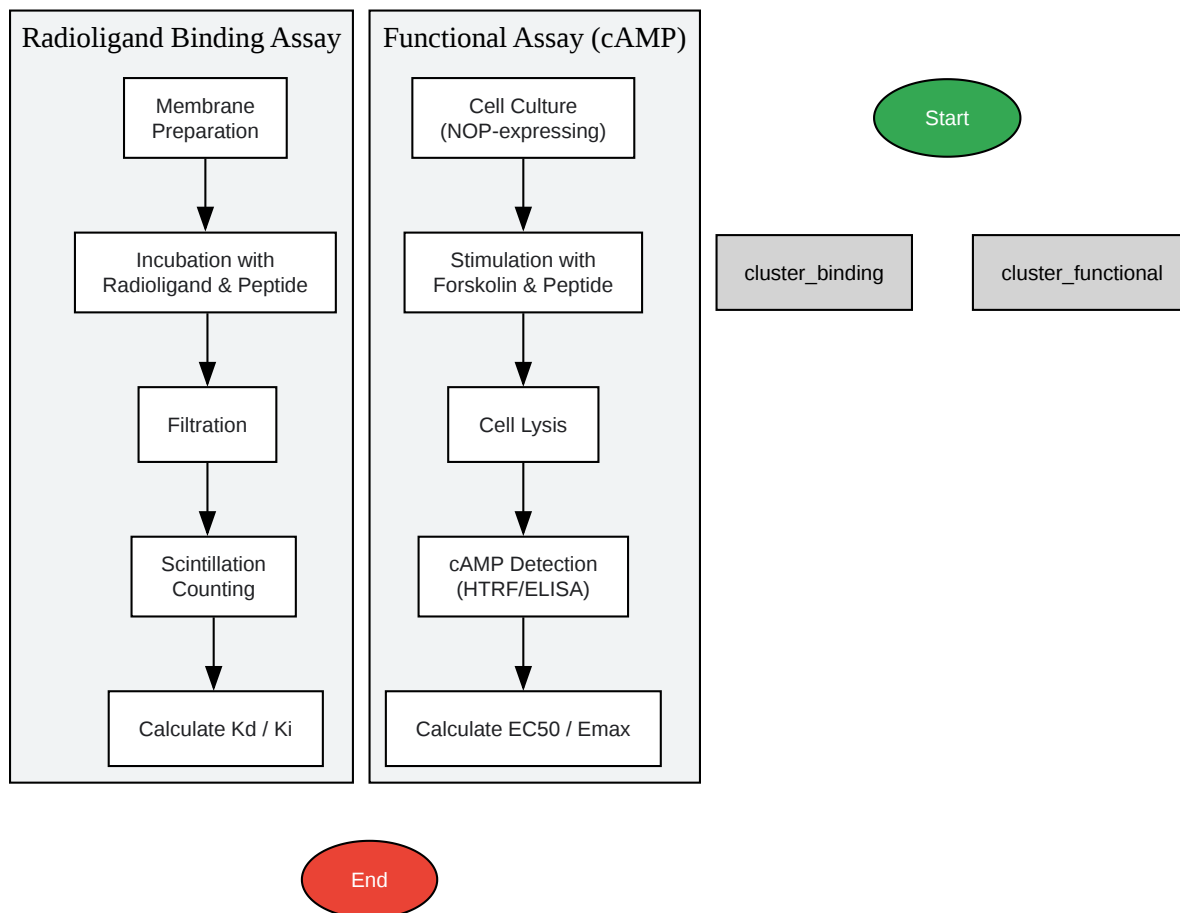 Radioligand Binding Assay
Membrane
Preparation
Incubation with
Radioligand & Peptide
Filtration
Scintillation
Counting
Calculate Kd / Ki
Functional Assay (cAMP)
Cell Culture
(NOP-expressing)
Stimulation with
Forskolin & Peptide
Cell Lysis
cAMP Detection
(HTRF/ELISA)
Calculate EC50 / Emax
Start
cluster_binding
cluster_functional
End